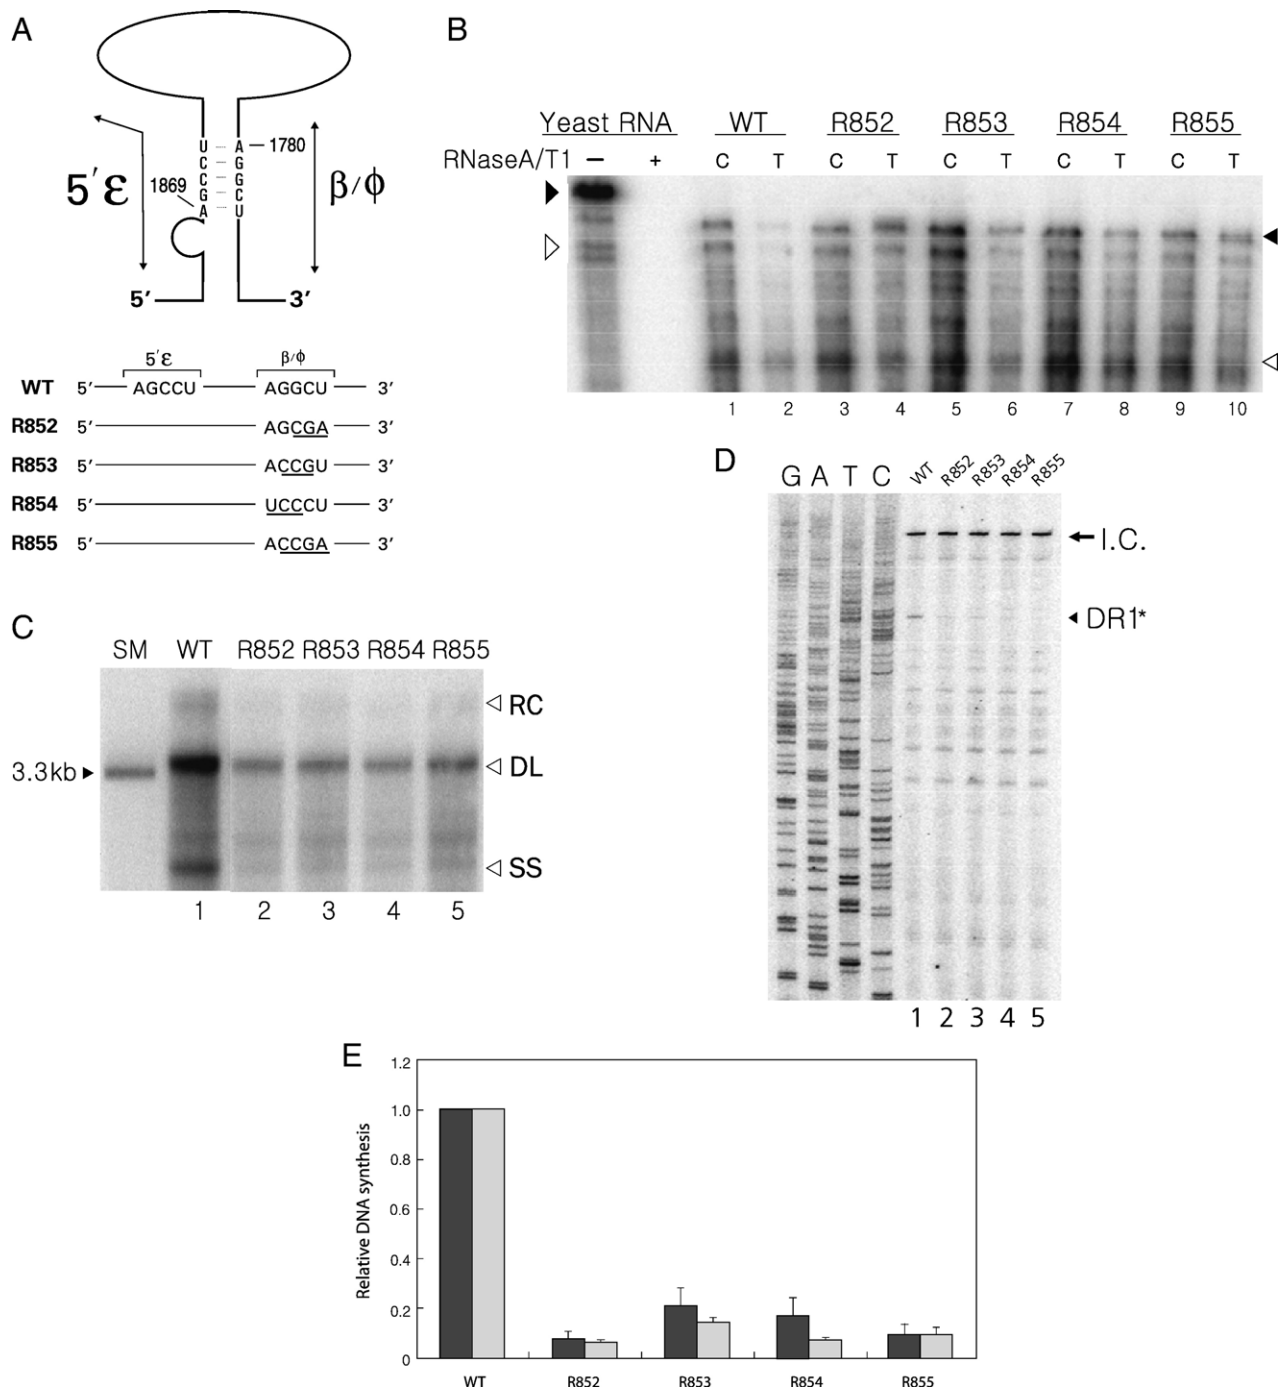 A
U
C
C
G
A
A
G
G
C
U
1780
1869
5′ε
β/ϕ
5′
3′
5′ε
β/ϕ
WT 5′ AGCCU AGGCU 3′
R852 5′ AGCGA 3′
R853 5′ ACCGU 3′
R854 5′ UCCCU 3′
R855 5′ ACCGA 3′
B
Yeast RNA WT R852 R853 R854 R855
RNaseA/T1 − + C T C T C T C T C T
1 2 3 4 5 6 7 8 9 10
C
SM WT R852 R853 R854 R855
RC
3.3kb
DL
SS
1 2 3 4 5
D
G A T C WT R852 R853 R854 R855
I.C.
DR1*
1 2 3 4 5
E
Relative DNA synthesis
1.2
1.0
0.8
0.6
0.4
0.2
0
WT R852 R853 R854 R855